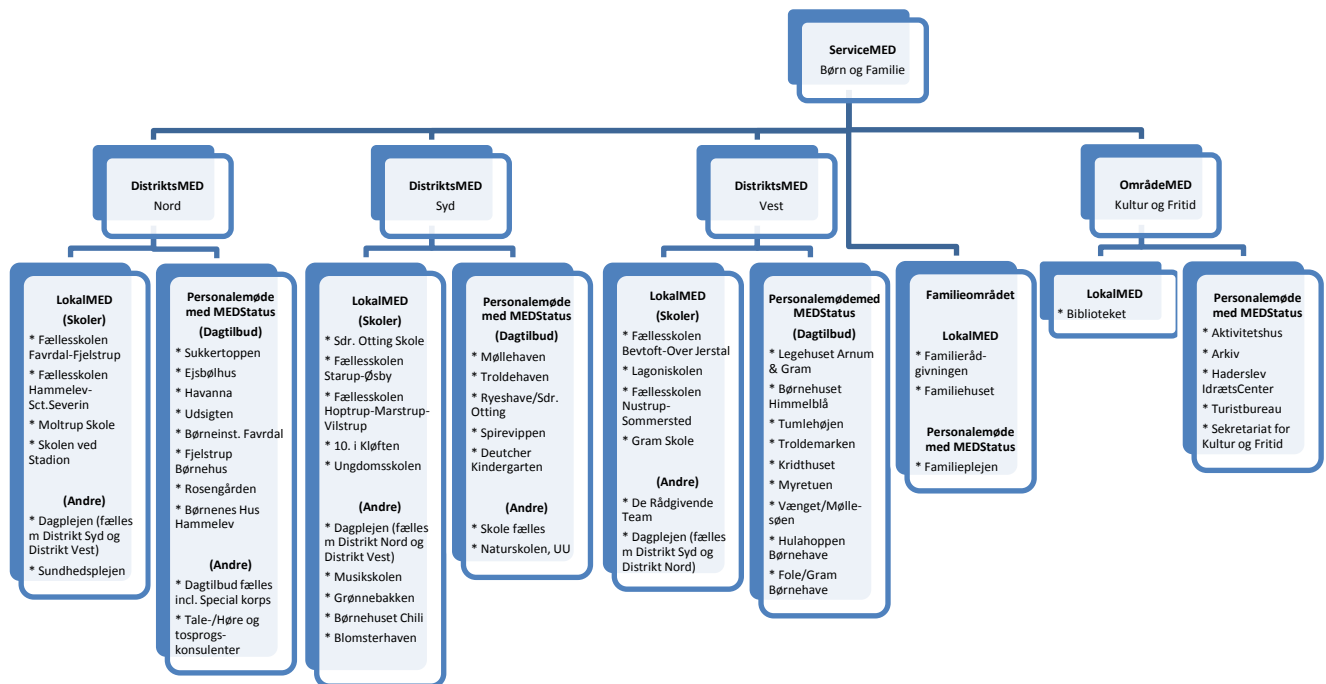 ServiceMED
Børn og Familie
DistriktsMED
Nord
DistriktsMED
Syd
DistriktsMED
Vest
OmrådeMED
Kultur og Fritid
LokalMED
(Skoler)
* Fællesskolen
Favrdal-Fjelstrup
* Fællesskolen
Hammelev-
Sct.Severin
* Moltrup Skole
* Skolen ved
Stadion
(Andre)
* Dagplejen (fælles
m Distrikt Syd og
Distrikt Vest)
* Sundhedsplejen
Personalemøde
med MEDStatus
(Dagtilbud)
* Sukkertoppen
* Ejsbølhus
* Havanna
* Udsigten
* Børneinst. Favrdal
* Fjelstrup
Børnehus
* Rosengården
* Børnenes Hus
Hammelev
(Andre)
* Dagtilbud fælles
incl. Special korps
* Tale-/Høre og
tosprogs-
konsulenter
LokalMED
(Skoler)
* Sdr. Otting Skole
* Fællesskolen
Starup-Øsby
* Fællesskolen
Hoptrup-Marstrup-
Vilstrup
* 10. i Kløften
* Ungdomsskolen
(Andre)
* Dagplejen (fælles
m Distrikt Nord og
Distrikt Vest)
* Musikskolen
* Grønnebakken
* Børnehuset Chili
* Blomsterhaven
Personalemøde
med MEDStatus
(Dagtilbud)
* Møllehaven
* Troldehaven
* Ryeshave/Sdr.
Otting
* Spirevippen
* Deutcher
Kindergarten
(Andre)
* Skole fælles
* Naturskolen, UU
LokalMED
(Skoler)
* Fællesskolen
Bevtoft-Over Jerstal
* Lagoniskolen
* Fællesskolen
Nustrup-
Sommersted
* Gram Skole
(Andre)
* De Rådgivende
Team
* Dagplejen (fælles
m Distrikt Syd og
Distrikt Nord)
Personalemødemed
MEDStatus
(Dagtilbud)
* Legehuset Arnum
& Gram
* Børnehuset
Himmelblå
* Tumlehøjen
* Troldemarken
* Kridthuset
* Myretuen
* Vænget/Mølle-
søen
* Hulahoppen
Børnehave
* Fole/Gram
Børnehave
Familieområdet
LokalMED
* Familieråd-
givningen
* Familiehuset
Personalemøde
med MEDStatus
* Familieplejen
LokalMED
* Biblioteket
Personalemøde
med MEDStatus
* Aktivitetshus
* Arkiv
* Haderslev
IdrætsCenter
* Turistbureau
* Sekretariat for
Kultur og Fritid